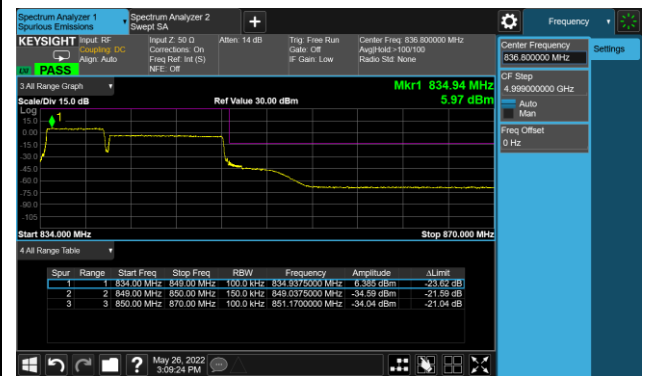 Spectrum Analyzer 1
Spurious Emissions
Spectrum Analyzer 2
Swept SA
+
Frequency
KEYSIGHT
Input: RF
Coupling: DC
Align: Auto
Input Z: 50 Ω
Corrections: On
Freq Ref: Int (S)
NFE: Off
Atten: 14 dB
Trig: Free Run
Gate: Off
IF Gain: Low
Center Freq: 836.800000 MHz
Avg|Hold:>100/100
Radio Std: None
PASS
Center Frequency
836.800000 MHz
Settings
CF Step
4.999000000 GHz
Auto
Man
Freq Offset
0 Hz
3 All Range Graph
Mkr1 834.94 MHz
Scale/Div 15.0 dB
Ref Value 30.00 dBm
5.97 dBm
Log
15.0
0.00
-15.0
-30.0
-45.0
-60.0
-75.0
-90.0
-105
1
Start 834.000 MHz
Stop 870.000 MHz
4 All Range Table
Spur Range Start Freq Stop Freq RBW Frequency Amplitude ΔLimit
1 1 834.00 MHz 849.00 MHz 100.0 kHz 834.9375000 MHz 6.385 dBm -23.62 dB
2 2 849.00 MHz 850.00 MHz 150.0 kHz 849.0375000 MHz -34.59 dBm -21.59 dB
3 3 850.00 MHz 870.00 MHz 100.0 kHz 851.1700000 MHz -34.04 dBm -21.04 dB
?
May 26, 2022
3:09:24 PM